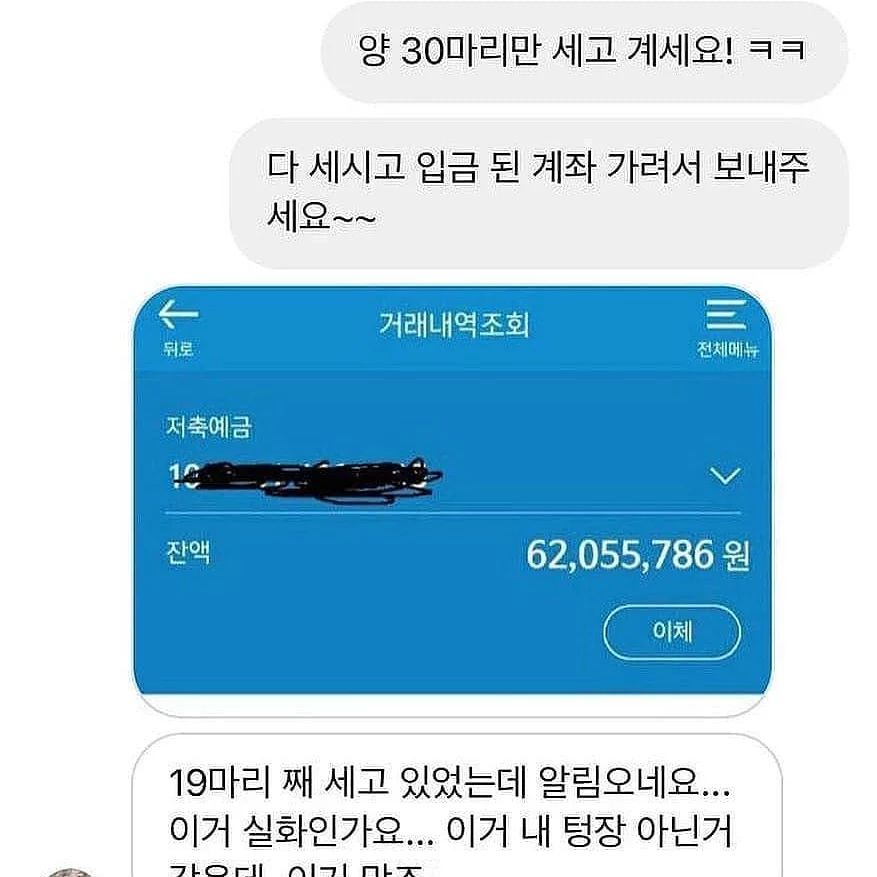 양 30마리만 세고 계세요! ㅋㅋ
다 세시고 입금 된 계좌 가려서 보내주
세요~~
거래내역조회
뒤로
전체메뉴
저축예금
10
잔액
62,055,786 원
이체
19마리 째 세고 있었는데 알림오네요...
이거 실화인가요... 이거 내 텅장 아닌거